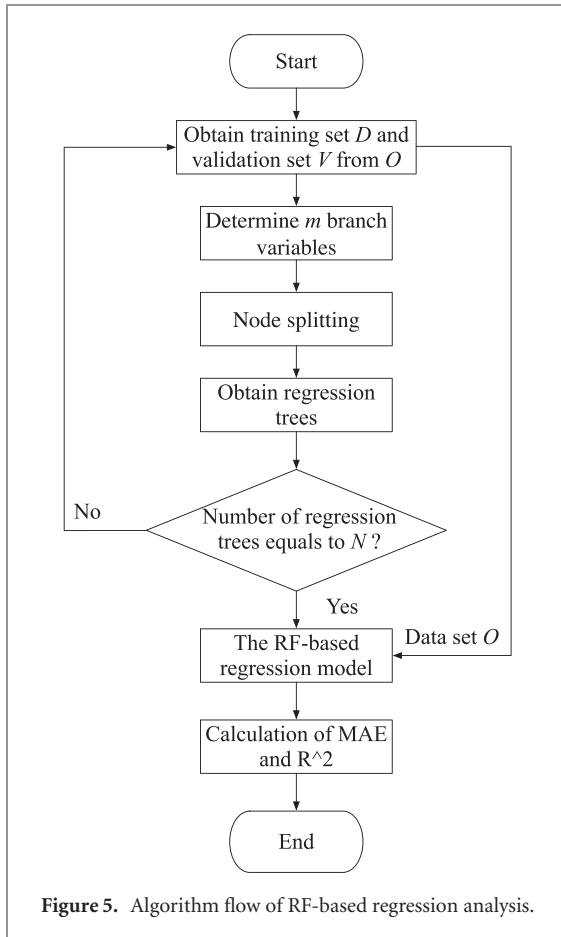 Start
Obtain training set D and
validation set V from O
Determine m branch
variables
Node splitting
Obtain regression
trees
No
Number of regression
trees equals to N ?
Yes
The RF-based
regression model
Data set O
Calculation of MAE
and R^2
End
Figure 5. Algorithm flow of RF-based regression analysis.